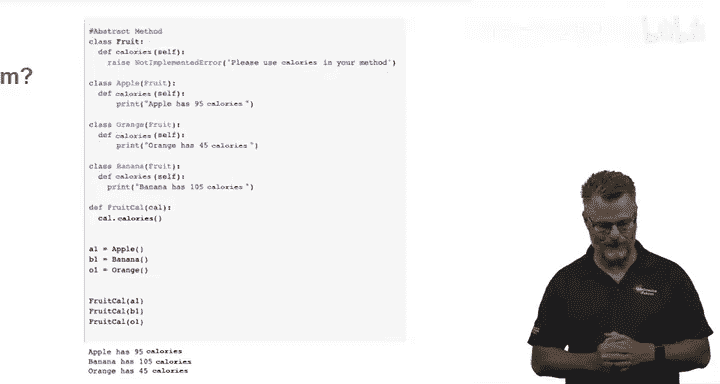 m?
#Abstract Method
class Fruit:
def calories(self):
raise NotImplementedError('Please use calories in your method')
class Apple(Fruit):
def calories(self):
print("Apple has 95 calories ")
class Orange(Fruit):
def calories(self):
print("Orange has 45 calories ")
class Banana(Fruit):
def calories(self):
print("Banana has 105 calories ")
def FruitCal(cal):
cal.calories()
a1 = Apple()
b1 = Banana()
o1 = Orange()
FruitCal(a1)
FruitCal(b1)
FruitCal(o1)
Apple has 95 calories
Banana has 105 calories
Orange has 45 calories